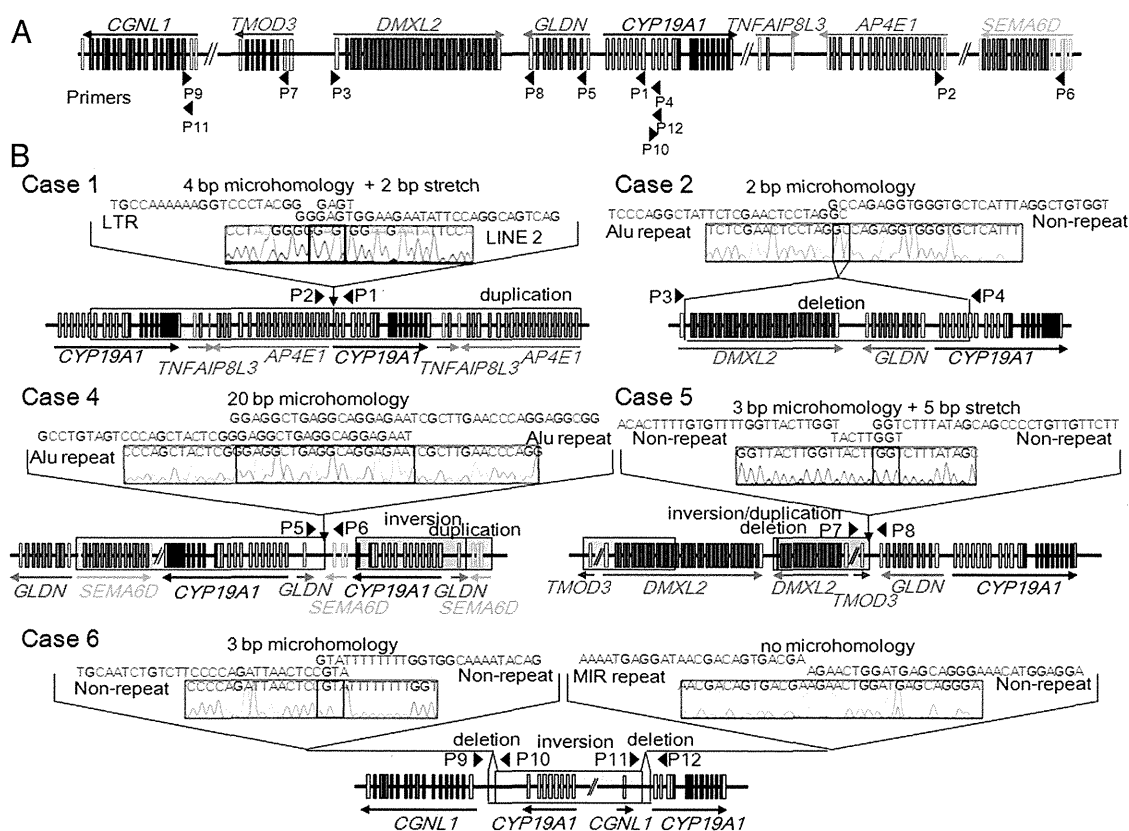 A
CGNL1 TMOD3 DMXL2 GLDN CYP19A1 TNFAIP8L3 AP4E1 SEMA6D
Primers P9 P7 P3 P8 P5 P1 P4 P2 P6
P11 P12
P10
B
Case 1
4 bp microhomology + 2 bp stretch
TGCCAAAAAAGGTCCCTACGG GAGT
GGGAGTGGAAGAATATTCCAGGCAGTCAG
LTR
CCTACGGGGGAGTGGAAGAATATTCC
LINE 2
P2 P1
duplication
CYP19A1 TNFAIP8L3 AP4E1 CYP19A1 TNFAIP8L3 AP4E1
Case 2
2 bp microhomology
GCCAGAGGTGGGTGCTCATTTAGGCTGTGGT
TCCCAGGCTATTCTCGAACTCCTAGGC
Non-repeat
Alu repeat
TCTCGAACTCCTAGGCCAGAGGTGGGTGCTCATTT
P3 P4
deletion
DMXL2 GLDN CYP19A1
Case 4
20 bp microhomology
GGAGGCTGAGGCAGGAGAATCGCTTGAACCCAGGAGGCGG
GCCTGTAGTCCCAGCTACTCGGGAGGCTGAGGCAGGAGAAT
Alu repeat
Alu repeat
CCCAGCTACTCGGGAGGCTGAGGCAGGAGAATCGCTTGAACCCAGG
P5 P6
inversion
duplication
GLDN SEMA6D CYP19A1 GLDN SEMA6D CYP19A1 GLDN SEMA6D
Case 5
3 bp microhomology + 5 bp stretch
ACACTTTTGTGTTTTGGTTACTTGGT GGTCTTTATAGCAGCCCCTGTTGTTCTT
Non-repeat
TACTTGGT
Non-repeat
GGTTACTTGGTTACTTGGTCTTTATAGC
inversion/duplication
deletion
P7 P8
TMOD3 DMXL2 DMXL2 TMOD3 GLDN CYP19A1
Case 6
3 bp microhomology
GTATTTTTTTTGGTGGCAAAATACAG
TGCAATCTGTCTTCCCCAGATTAACTCCGTA
Non-repeat
Non-repeat
CCCCAGATTAACTCCGTATTTTTTTTGGT
no microhomology
AAAATGAGGATAACGACAGTGACGA
AGAACTGGATGAGCAGGGAAACATGGAGGA
MIR repeat
Non-repeat
AACGACAGTGACGAAGAACTGGATGAGCAGGGA
deletion inversion deletion
P9 P10 P11 P12
CGNL1 CYP19A1 CGNL1 CYP19A1